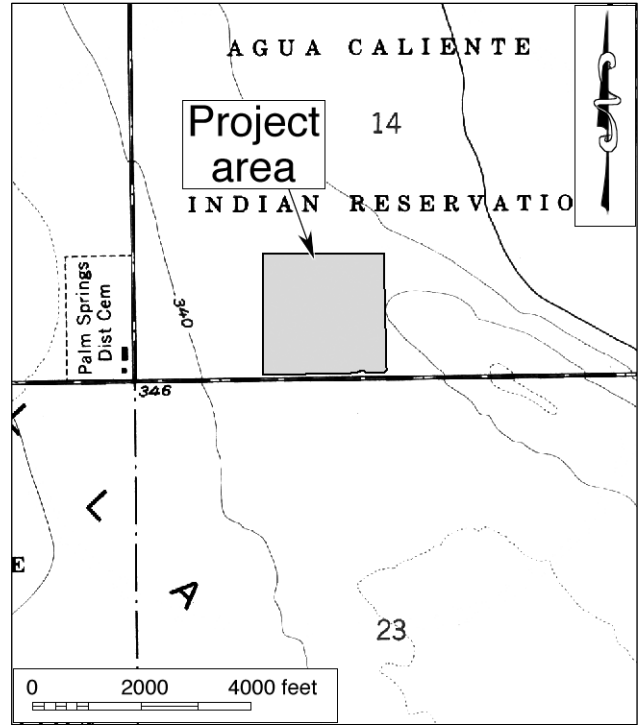 AGUA CALIENTE
14
Project
area
INDIAN RESERVATIO
Palm Springs
Dist Cem
340
346
L
A
E
23
0 2000 4000 feet